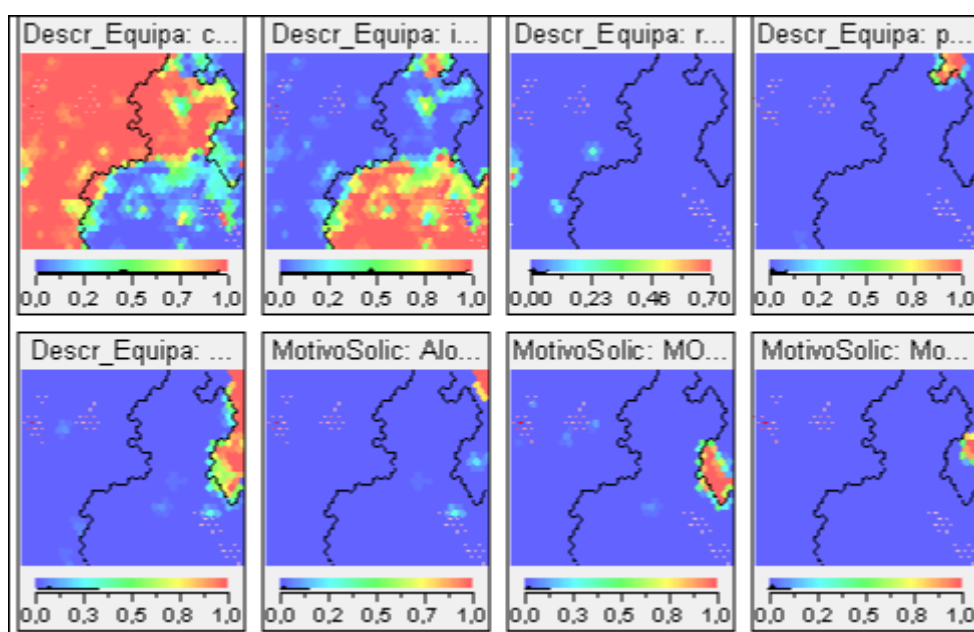 Descr_Equipa: c... Descr_Equipa: i... Descr_Equipa: r... Descr_Equipa: p...
0,0 0,2 0,5 0,7 1,0 0,0 0,2 0,5 0,8 1,0 0,00 0,23 0,46 0,70 0,0 0,2 0,5 0,8 1,0
Descr_Equipa: ... MotivoSolic: Alo... MotivoSolic: MO... MotivoSolic: Mo...
0,0 0,3 0,5 0,8 1,0 0,0 0,2 0,5 0,7 1,0 0,0 0,3 0,5 0,8 1,0 0,0 0,2 0,5 0,8 1,0